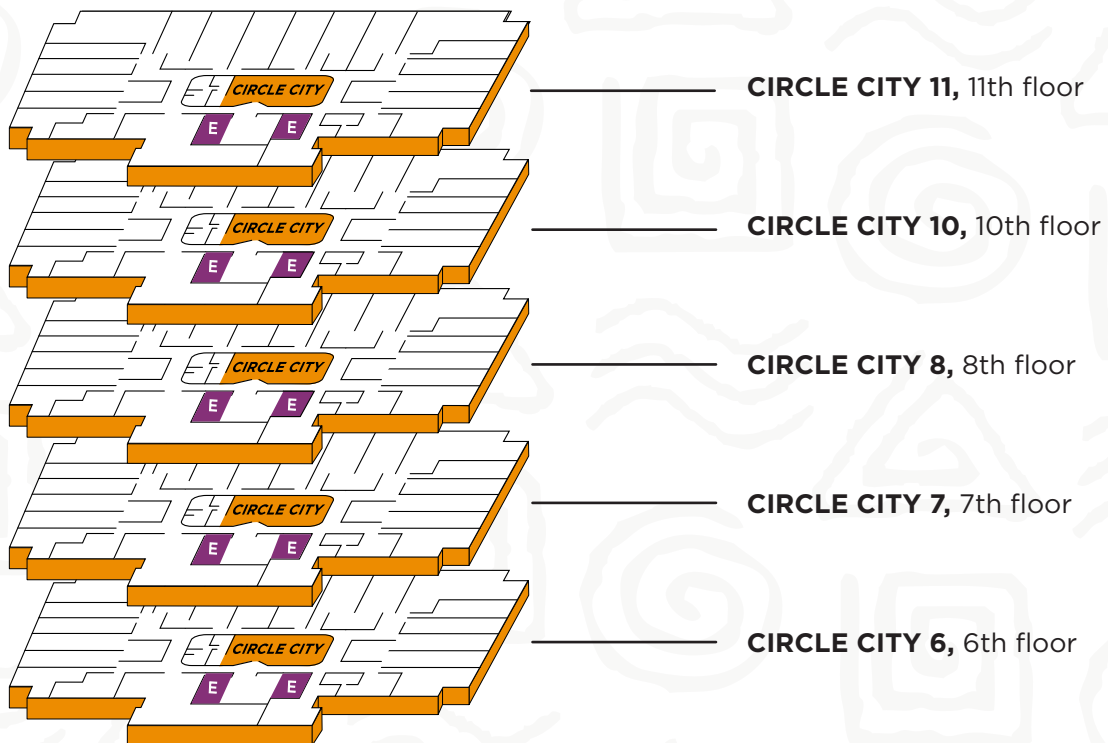 CIRCLE CITY
E E
CIRCLE CITY 11, 11th floor
CIRCLE CITY
E E
CIRCLE CITY 10, 10th floor
CIRCLE CITY
E E
CIRCLE CITY 8, 8th floor
CIRCLE CITY
E E
CIRCLE CITY 7, 7th floor
CIRCLE CITY
E E
CIRCLE CITY 6, 6th floor